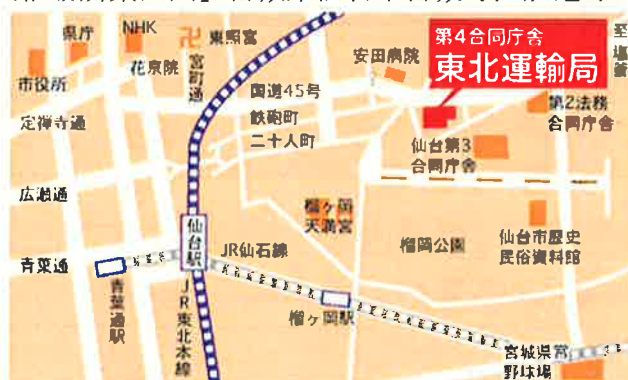 県庁
NHK
卍
東照宮
安田病院
第4合同庁舎
東北運輸局
至
塩
釜
市役所
花京院
宮町通
国道45号
定禅寺通
鉄砲町
二十人町
仙台第3
合同庁舎
第2法務
合同庁舎
広瀬通
榴ヶ岡
天満宮
仙台駅
JR仙石線
榴岡公園
仙台市歴史
民俗資料館
青葉通
青葉通駅
JR東北本線
榴ヶ岡駅
宮城県営
野球場